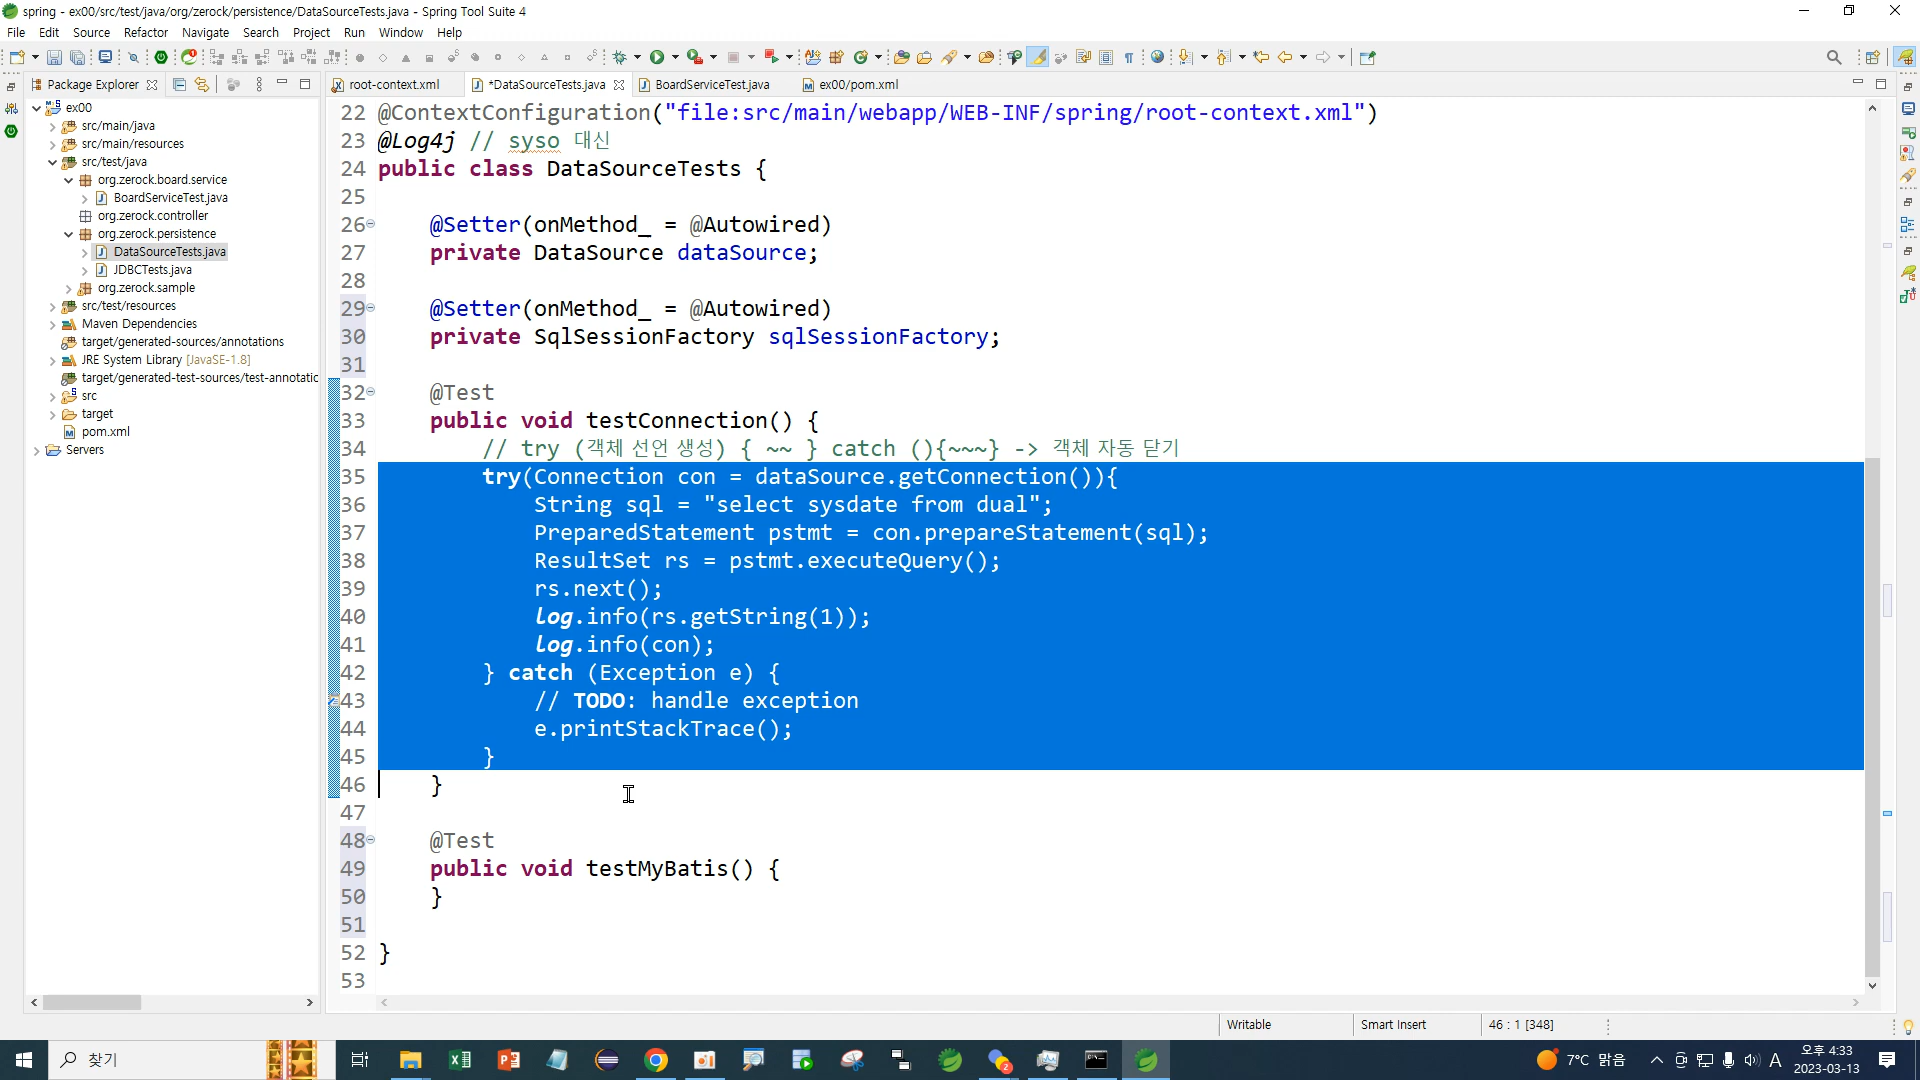 spring - ex00/src/test/java/org/zerock/persistence/DataSourceTests.java - Spring Tool Suite 4
File Edit Source Refactor Navigate Search Project Run Window Help
Package Explorer
root-context.xml *DataSourceTests.java BoardServiceTest.java ex00/pom.xml
ex00
src/main/java
src/main/resources
src/test/java
org.zerock.board.service
BoardServiceTest.java
org.zerock.controller
org.zerock.persistence
DataSourceTests.java
JDBCTests.java
org.zerock.sample
src/test/resources
Maven Dependencies
target/generated-sources/annotations
JRE System Library [JavaSE-1.8]
target/generated-test-sources/test-annotatic
src
target
pom.xml
Servers
22 @ContextConfiguration("file:src/main/webapp/WEB-INF/spring/root-context.xml")
23 @Log4j // syso 대신
24 public class DataSourceTests {
25
26 @Setter(onMethod_ = @Autowired)
27 private DataSource dataSource;
28
29 @Setter(onMethod_ = @Autowired)
30 private SqlSessionFactory sqlSessionFactory;
31
32 @Test
33 public void testConnection() {
34 // try (객체 선언 생성) { ~~ } catch (){~~~} -> 객체 자동 닫기
35 try(Connection con = dataSource.getConnection()){
36 String sql = "select sysdate from dual";
37 PreparedStatement pstmt = con.prepareStatement(sql);
38 ResultSet rs = pstmt.executeQuery();
39 rs.next();
40 log.info(rs.getString(1));
41 log.info(con);
42 } catch (Exception e) {
43 // TODO: handle exception
44 e.printStackTrace();
45 }
46 }
47
48 @Test
49 public void testMyBatis() {
50 }
51
52 }
53
Writable Smart Insert 46 : 1 [348]
찾기
7°C 맑음
A
오후 4:33
2023-03-13